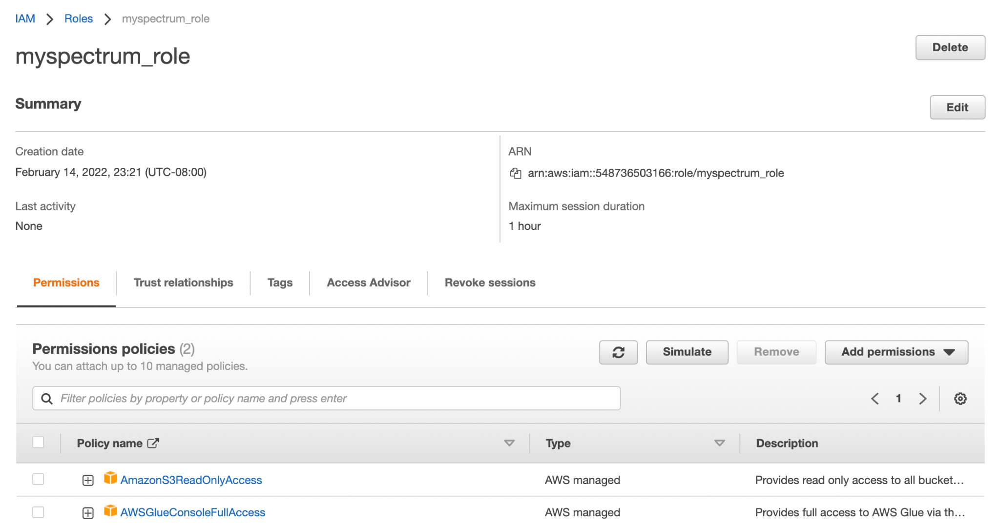 IAM > Roles > myspectrum_role
myspectrum_role
Delete
Summary
Edit
Creation date
February 14, 2022, 23:21 (UTC-08:00)
ARN
arn:aws:iam::548736503166:role/myspectrum_role
Last activity
None
Maximum session duration
1 hour
Permissions Trust relationships Tags Access Advisor Revoke sessions
Permissions policies (2)
You can attach up to 10 managed policies.
Simulate Remove Add permissions
Filter policies by property or policy name and press enter
1
Policy name Type Description
AmazonS3ReadOnlyAccess AWS managed Provides read only access to all bucket...
AWSGlueConsoleFullAccess AWS managed Provides full access to AWS Glue via th...